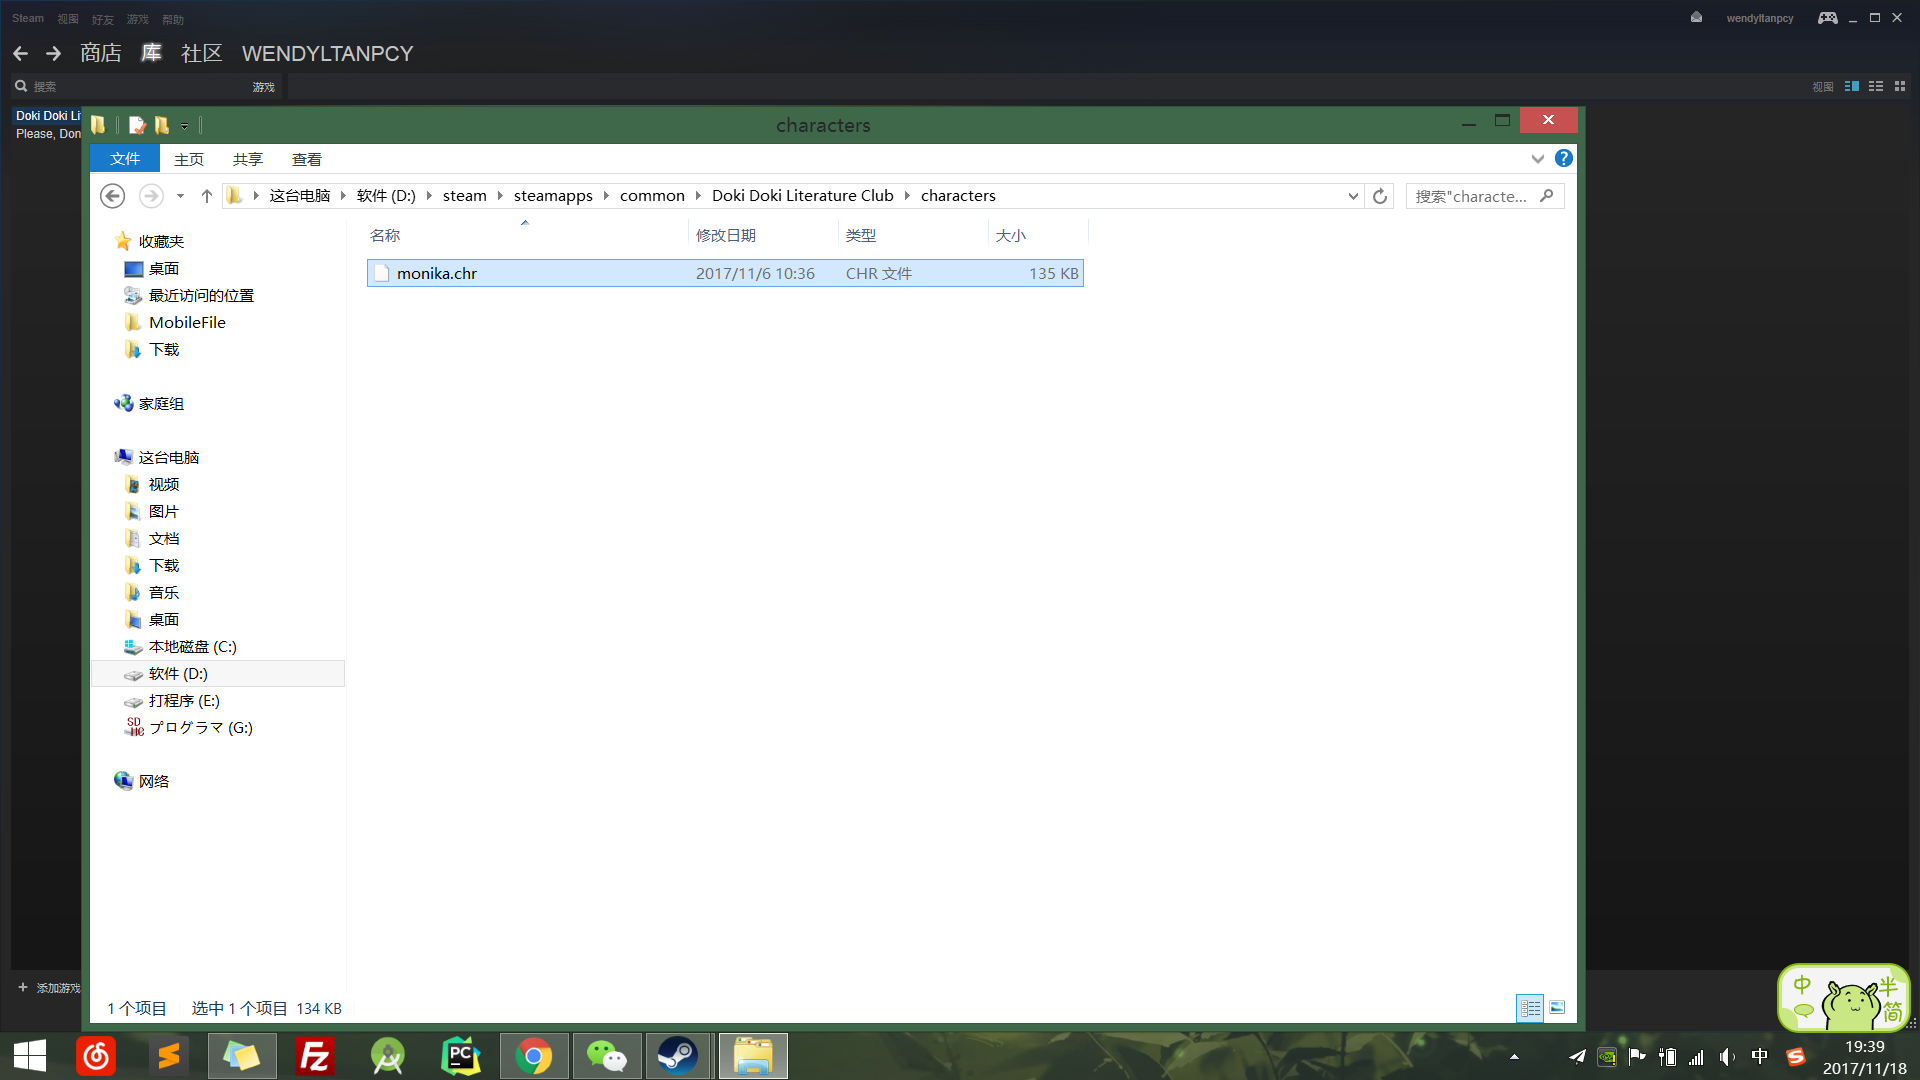 Steam 视图 好友 游戏 帮助
wendyltanpcy
商店 库 社区 WENDYLTANPCY
搜索 游戏
视图
Doki Doki Li
Please, Don
characters
文件 主页 共享 查看
这台电脑 软件 (D:) steam steamapps common Doki Doki Literature Club characters
搜索"characte...
名称 修改日期 类型 大小
monika.chr 2017/11/6 10:36 CHR 文件 135 KB
收藏夹
桌面
最近访问的位置
MobileFile
下载
家庭组
这台电脑
视频
图片
文档
下载
音乐
桌面
本地磁盘 (C:)
软件 (D:)
打程序 (E:)
SD
HC
プログラマ (G:)
网络
添加游戏
1 个项目 选中 1 个项目 134 KB
中 半
简
FZ
PC
中
S
19:39
2017/11/18